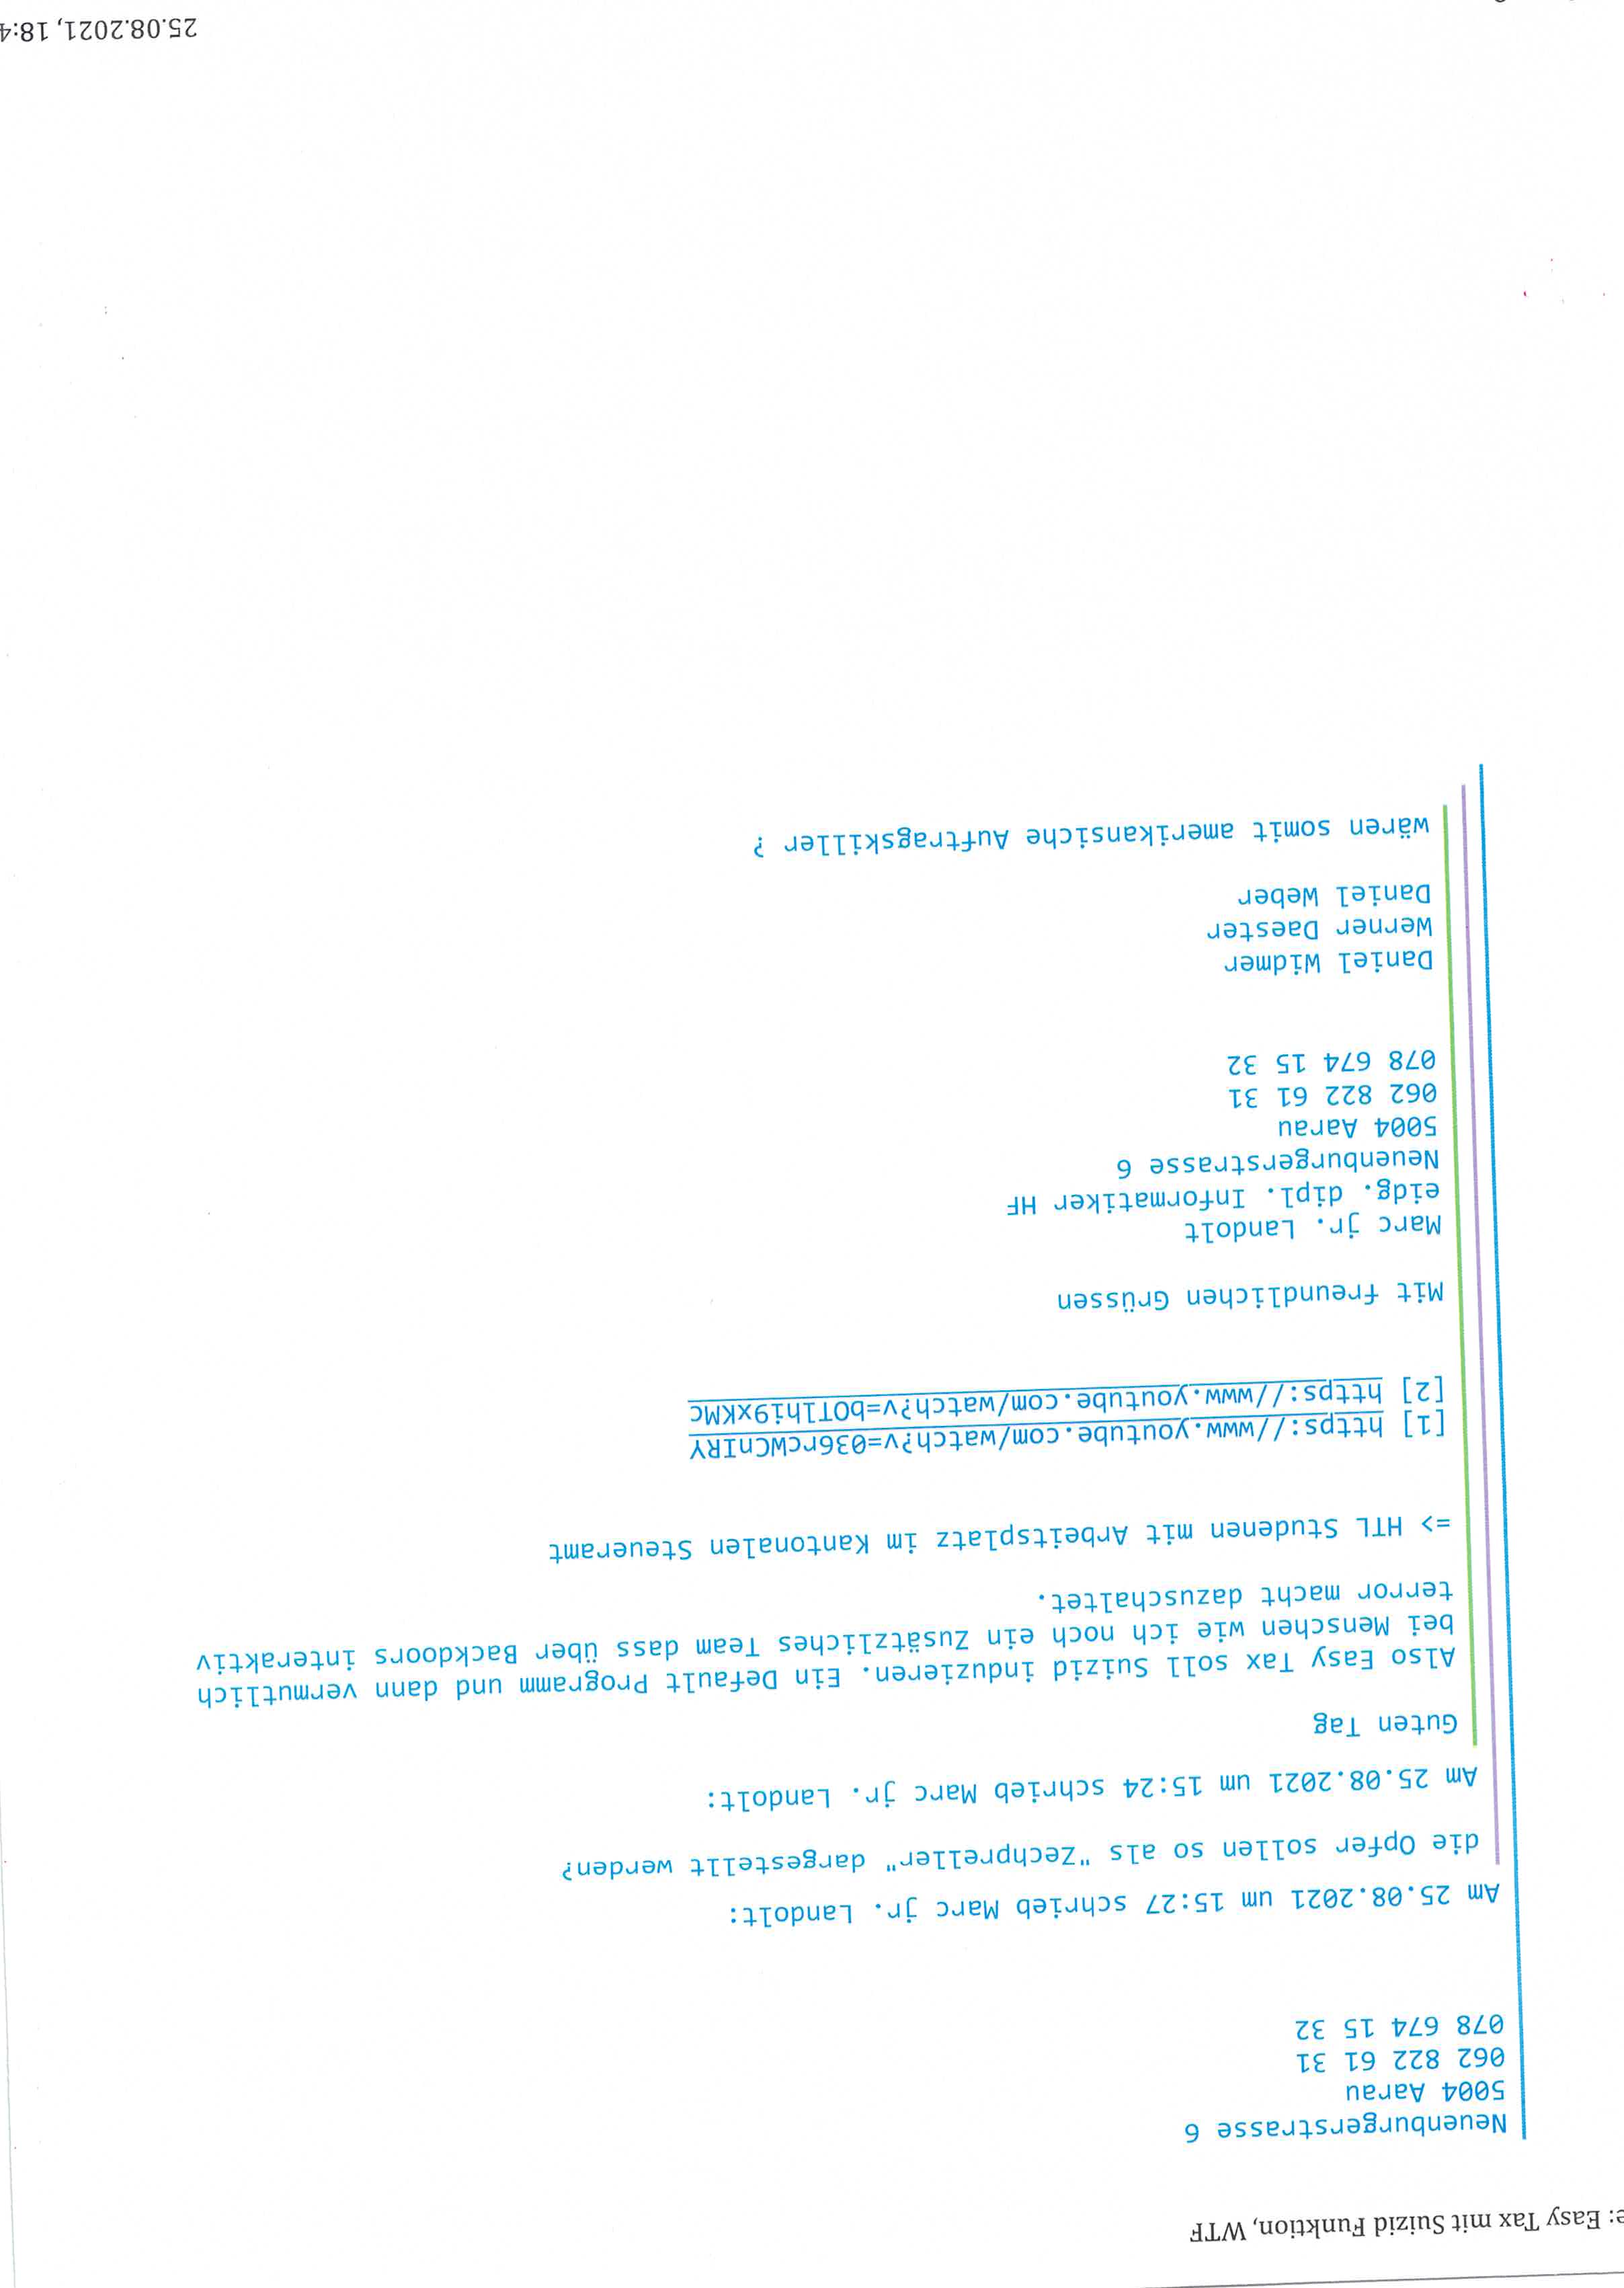 e: Easy Tax mit Suizid Funktion, WTF
Neuenburgerstrasse 6
5004 Aarau
062 822 61 31
078 674 15 32
Am 25.08.2021 um 15:27 schrieb Marc jr. Landolt:
die Opfer sollen so als "Zechpreller" dargestellt werden?
Am 25.08.2021 um 15:24 schrieb Marc jr. Landolt:
Guten Tag
Also Easy Tax soll Suizid induzieren. Ein Default Programm und dann vermutlich
bei Menschen wie ich noch ein Zusätzliches Team dass über Backdoors interaktiv
terror macht dazuschaltet.
=> HTL Studenen mit Arbeitsplatz im Kantonalen Steueramt
[1] https://www.youtube.com/watch?v=036rcWCnIRY
[2] https://www.youtube.com/watch?v=bOTlhi9xKMc
Mit freundlichen Grüssen
Marc jr. Landolt
eidg. dipl. Informatiker HF
Neuenburgerstrasse 6
5004 Aarau
062 822 61 31
078 674 15 32
Daniel Widmer
Werner Daester
Daniel Weber
wären somit amerikansiche Auftragskiller ?
25.08.2021, 18:4